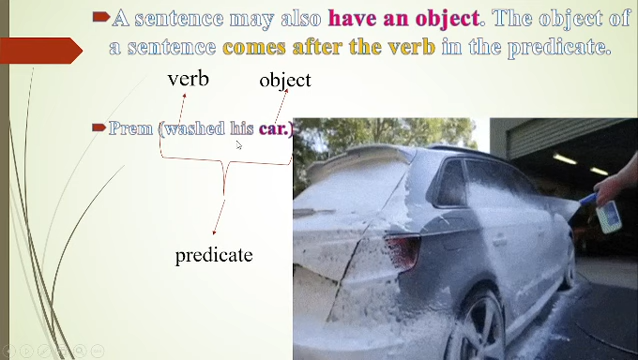 A sentence may also have an object. The object of
a sentence comes after the verb in the predicate.
verb object
Prem (washed his car.)
predicate